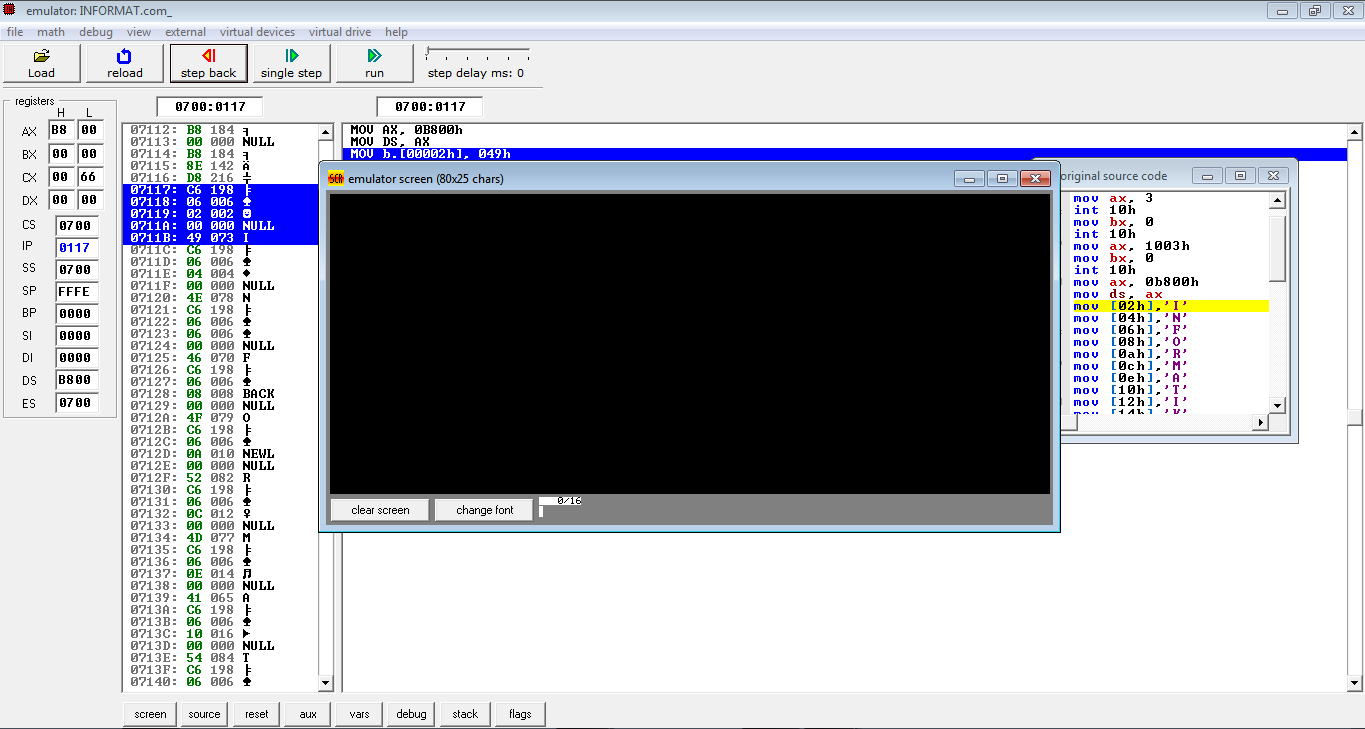 emulator: INFORMAT.com_
file math debug view external virtual devices virtual drive help
Load reload step back single step run step delay ms: 0
registers
H L
AX B8 00
BX 00 00
CX 00 66
DX 00 00
CS 0700
IP 0117
SS 0700
SP FFFE
BP 0000
SI 0000
DI 0000
DS B800
ES 0700
0700:0117 0700:0117
07112: B8 184 ╕
07113: 00 000 NULL
07114: B8 184 ╕
07115: 8E 142 Ä
07116: D8 216 ╪
07117: C6 198 ╞
07118: 06 006 ♠
07119: 02 002 ☻
0711A: 00 000 NULL
0711B: 49 073 I
0711C: C6 198 ╞
0711D: 06 006 ♠
0711E: 04 004 ♦
0711F: 00 000 NULL
07120: 4E 078 N
07121: C6 198 ╞
07122: 06 006 ♠
07123: 06 006 ♠
07124: 00 000 NULL
07125: 46 070 F
07126: C6 198 ╞
07127: 06 006 ♠
07128: 08 008 BACK
07129: 00 000 NULL
0712A: 4F 079 O
0712B: C6 198 ╞
0712C: 06 006 ♠
0712D: 0A 010 NEWL
0712E: 00 000 NULL
0712F: 52 082 R
07130: C6 198 ╞
07131: 06 006 ♠
07132: 0C 012 ♀
07133: 00 000 NULL
07134: 4D 077 M
07135: C6 198 ╞
07136: 06 006 ♠
07137: 0E 014 ♫
07138: 00 000 NULL
07139: 41 065 A
0713A: C6 198 ╞
0713B: 06 006 ♠
0713C: 10 016 ►
0713D: 00 000 NULL
0713E: 54 084 T
0713F: C6 198 ╞
07140: 06 006 ♠
MOV AX, 0B800h
MOV DS, AX
MOV b.[00002h], 049h
SCR emulator screen (80x25 chars)
clear screen change font 0/16
original source code
mov ax, 3
int 10h
mov bx, 0
int 10h
mov ax, 1003h
mov bx, 0
int 10h
mov ax, 0b800h
mov ds, ax
mov [02h],'I'
mov [04h],'N'
mov [06h],'F'
mov [08h],'O'
mov [0ah],'R'
mov [0ch],'M'
mov [0eh],'A'
mov [10h],'T'
mov [12h],'I'
mov [14h],'K'
screen source reset aux vars debug stack flags